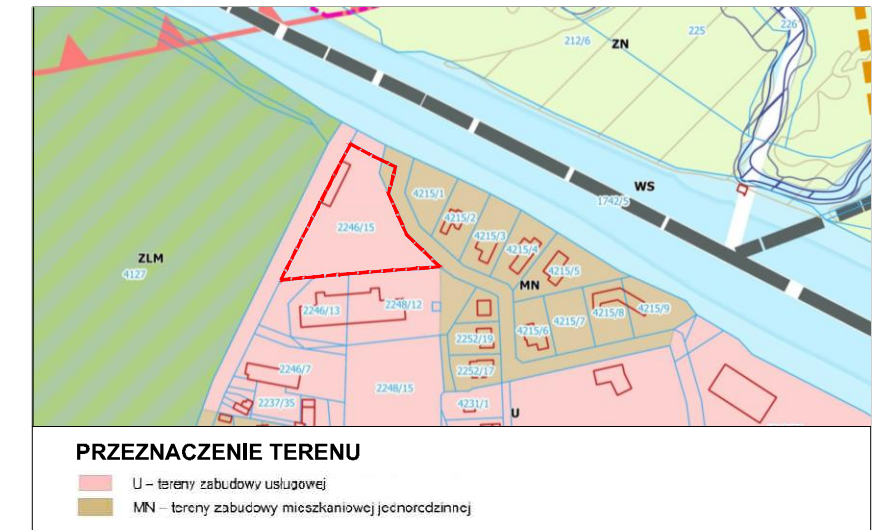 226
225
212/6
ZN
WS
1742/5
4215/1
4215/2
2246/15
4215/3
4215/4
ZLM
4215/5
4127
MN
2246/13
2248/12
4215/8
4215/9
4215/7
4215/6
2252/19
2246/7
2252/17
2248/15
2237/35
4231/1
U
PRZEZNACZENIE TERENU
U – tereny zabudowy usługowej
MN – tereny zabudowy mieszkaniowej jednorodzinnej